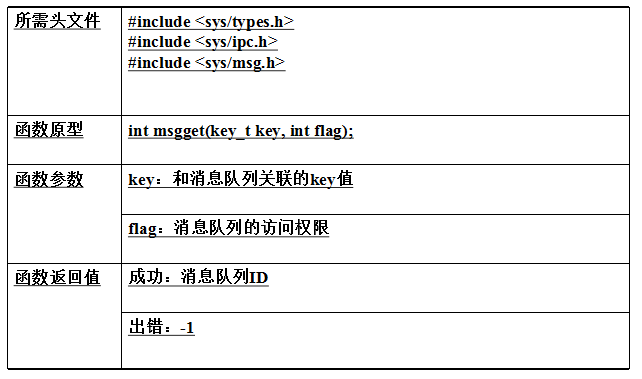 所需头文件
#include <sys/types.h>
#include <sys/ipc.h>
#include <sys/msg.h>
函数原型
int msgget(key_t key, int flag);
函数参数
key：和消息队列关联的key值
flag：消息队列的访问权限
函数返回值
成功：消息队列ID
出错：-1